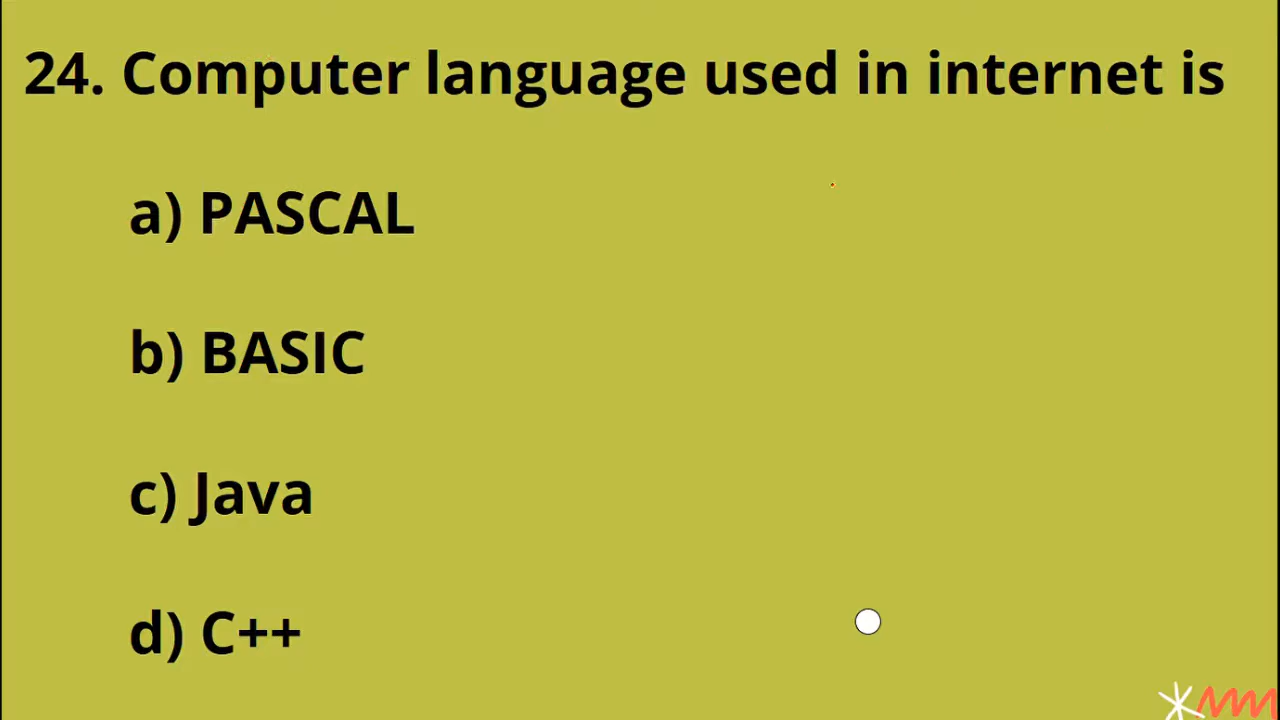 24. Computer language used in internet is
a) PASCAL
b) BASIC
c) Java
d) C++